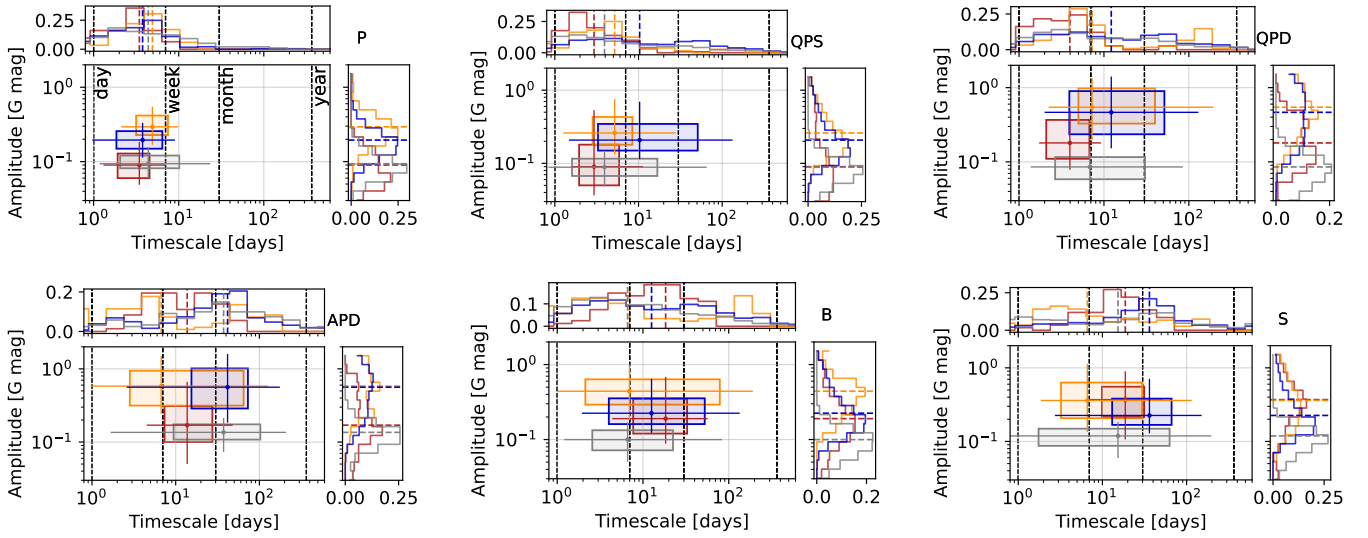 0.25
0.00
P
Amplitude [G mag]
10⁰
10⁻¹
day
week
month
year
10⁰ 10¹ 10²
Timescale [days]
0.00 0.25
0.25
0.00
QPS
Amplitude [G mag]
10⁰
10⁻¹
10⁰ 10¹ 10²
Timescale [days]
0.0 0.2
0.25
0.00
QPD
Amplitude [G mag]
10⁰
10⁻¹
10⁰ 10¹ 10²
Timescale [days]
0.0 0.2
0.2
0.0
APD
Amplitude [G mag]
10⁰
10⁻¹
10⁰ 10¹ 10²
Timescale [days]
0.00 0.25
0.1
0.0
B
Amplitude [G mag]
10⁰
10⁻¹
10⁰ 10¹ 10²
Timescale [days]
0.0 0.2
0.25
0.00
S
Amplitude [G mag]
10⁰
10⁻¹
10⁰ 10¹ 10²
Timescale [days]
0.00 0.25